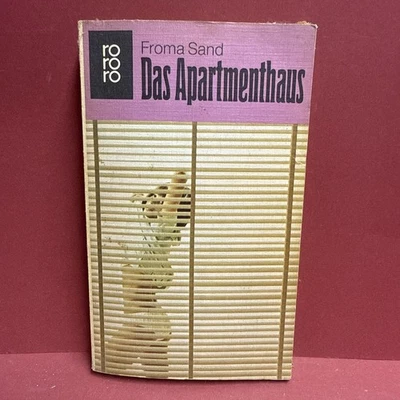 ro
ro
ro
Froma Sand
Das Apartmenthaus